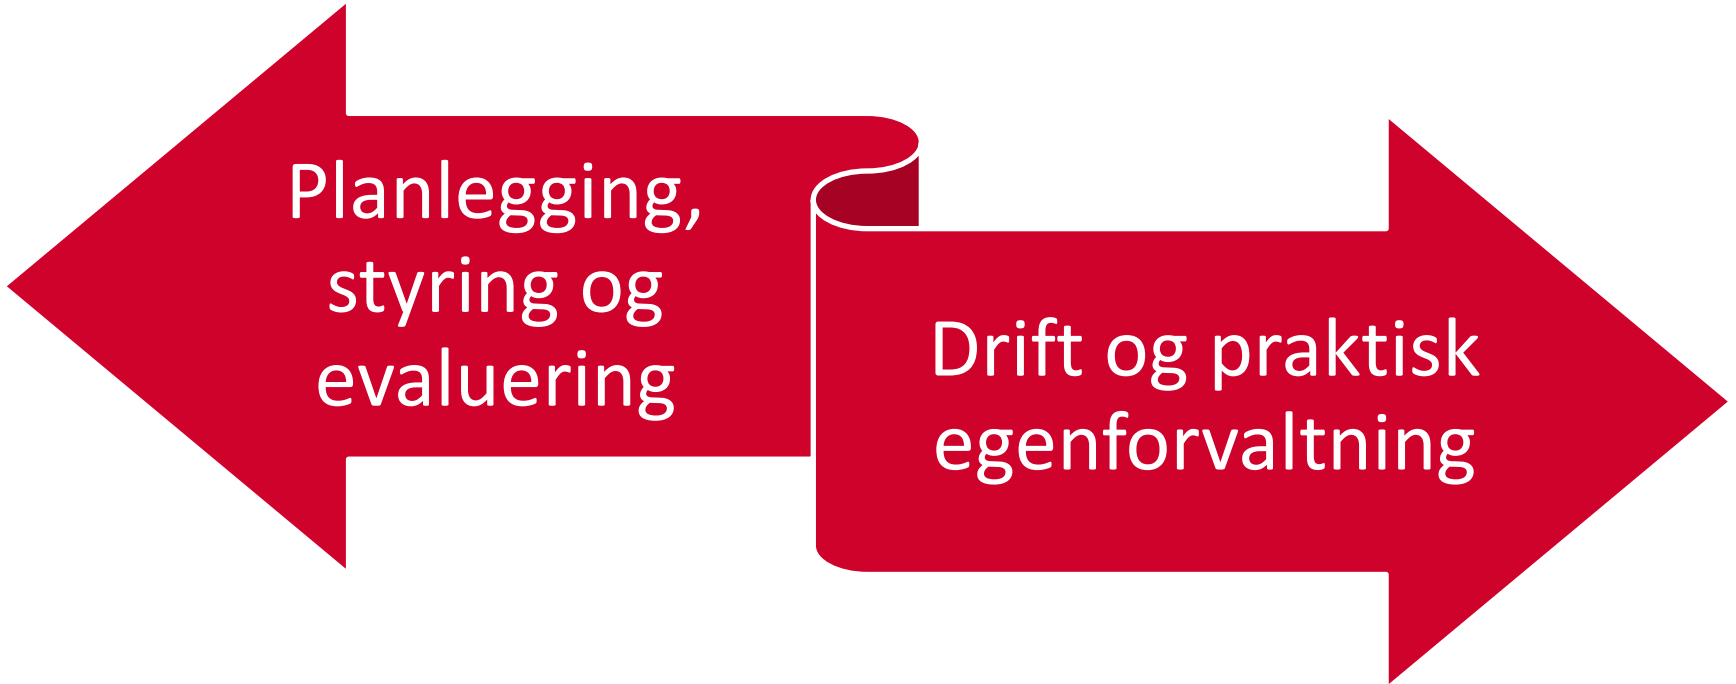 Planlegging,
styring og
evaluering
Drift og praktisk
egenforvaltning